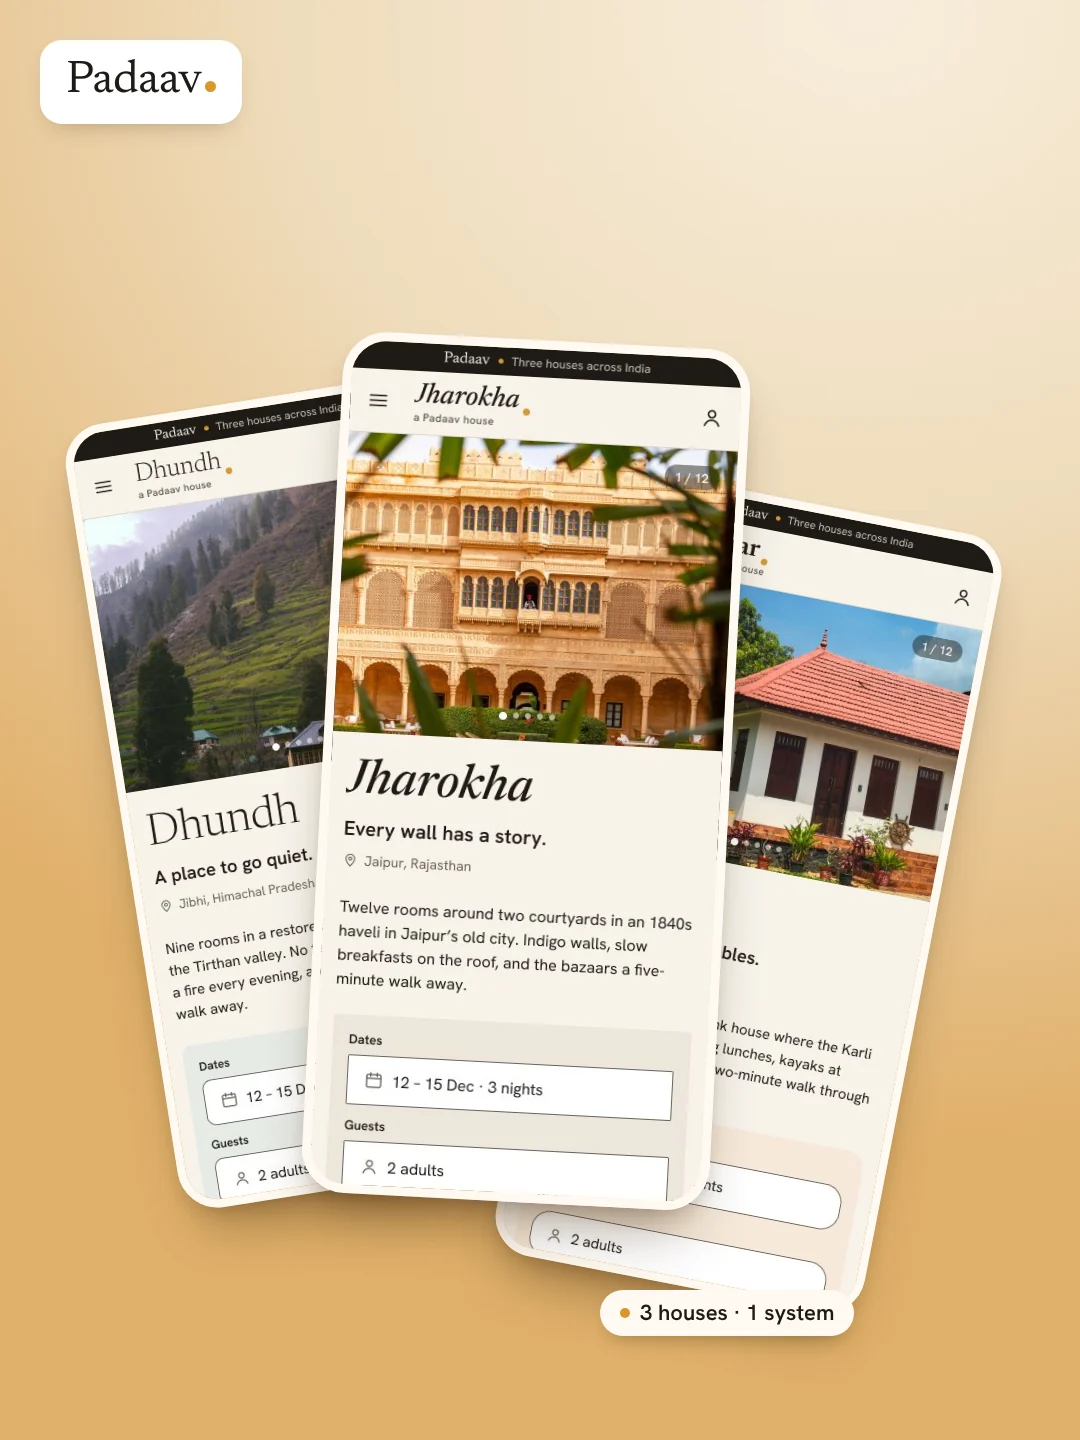 Padaav
Padaav • Three houses across India
Dhundh
a Padaav house
Dhundh
A place to go quiet.
Jibhi, Himachal Pradesh
Nine rooms in a
the Tirthan valley. No
a fire every evening,
walk away.
Dates
12 – 15 D
Guests
2 adults
Padaav • Three houses across India
Jharokha
a Padaav house
1 / 12
Jharokha
Every wall has a story.
Jaipur, Rajasthan
Twelve rooms around two courtyards in an 1840s
haveli in Jaipur’s old city. Indigo walls, slow
breakfasts on the roof, and the bazaars a five-
minute walk away.
Dates
12 – 15 Dec · 3 nights
Guests
2 adults
Three houses across India
1 / 12
house where the Karli
lunches, kayaks at
two-minute walk through
2 adults
3 houses · 1 system